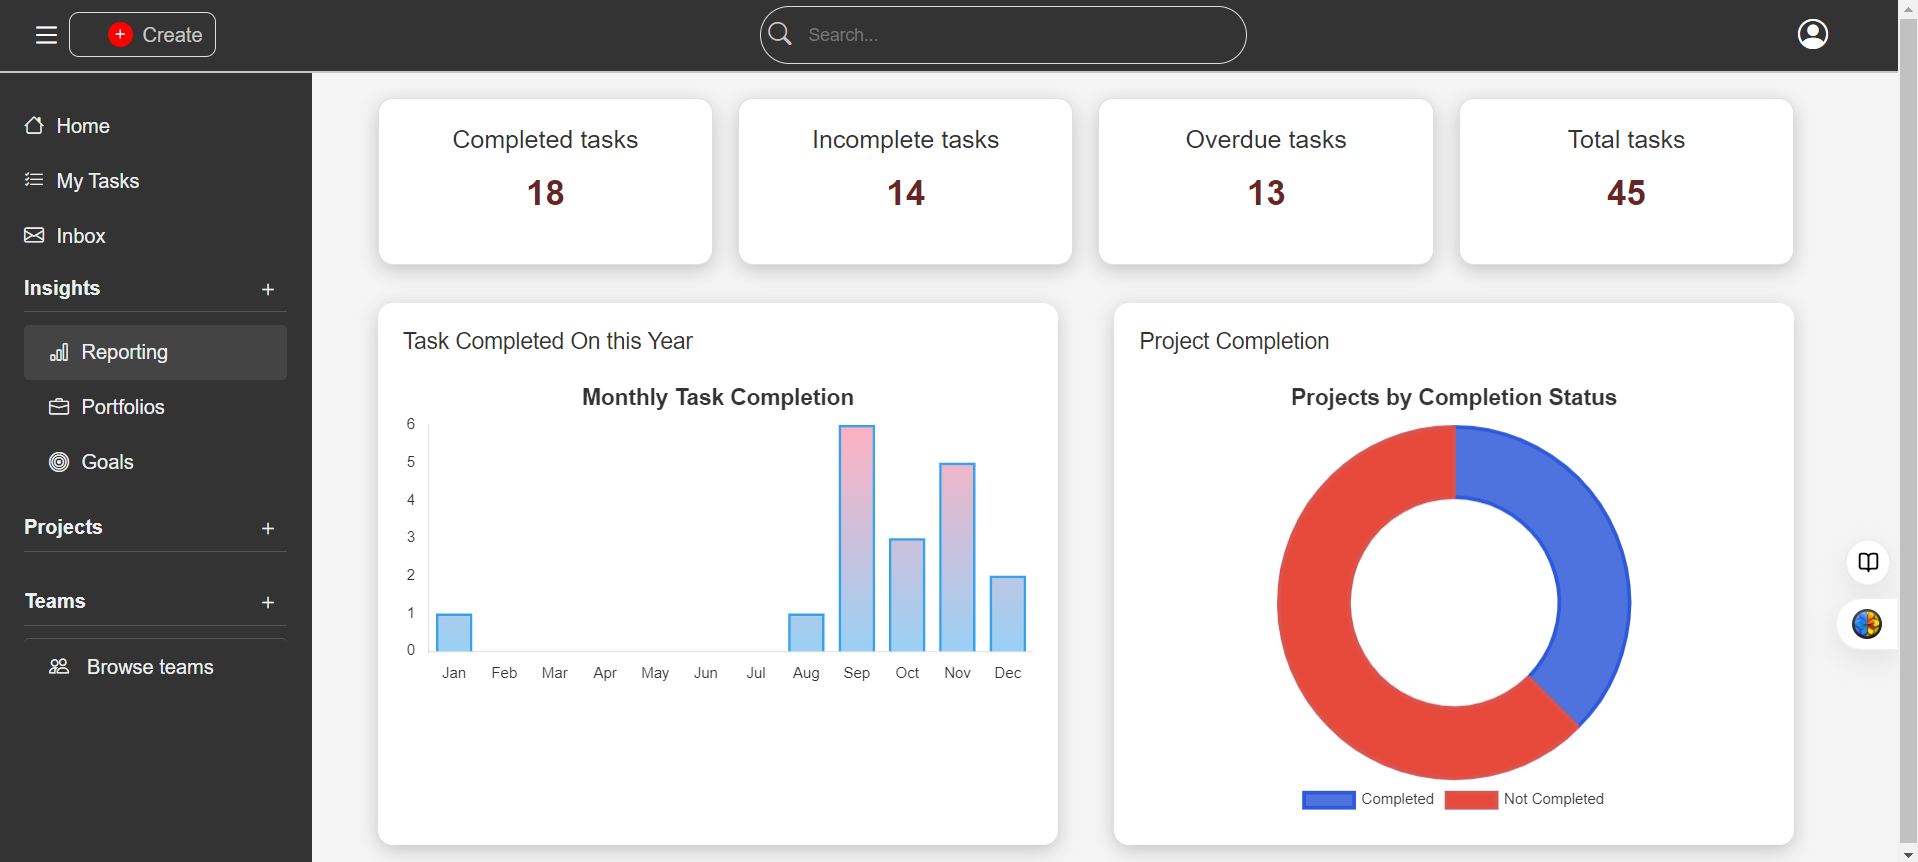 Create
Search...
Home
My Tasks
Inbox
Insights +
Reporting
Portfolios
Goals
Projects +
Teams +
Browse teams
Completed tasks
18
Incomplete tasks
14
Overdue tasks
13
Total tasks
45
Task Completed On this Year
Monthly Task Completion
6
5
4
3
2
1
0
Jan Feb Mar Apr May Jun Jul Aug Sep Oct Nov Dec
Project Completion
Projects by Completion Status
Completed Not Completed